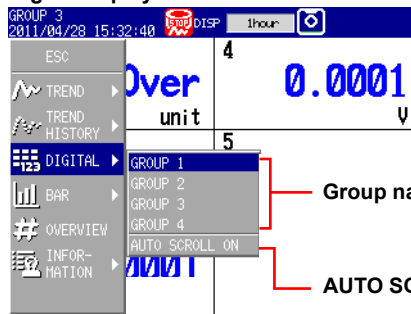 GROUP 3
2011/04/28 15:32:40 STOP DISP 1hour
ESC
TREND
TREND
HISTORY
123 DIGITAL
BAR
OVERVIEW
INFOR-
MATION
GROUP 1
GROUP 2
GROUP 3
GROUP 4
AUTO SCROLL ON
Over
unit
4
0.0001
V
5
Group na
AUTO SC